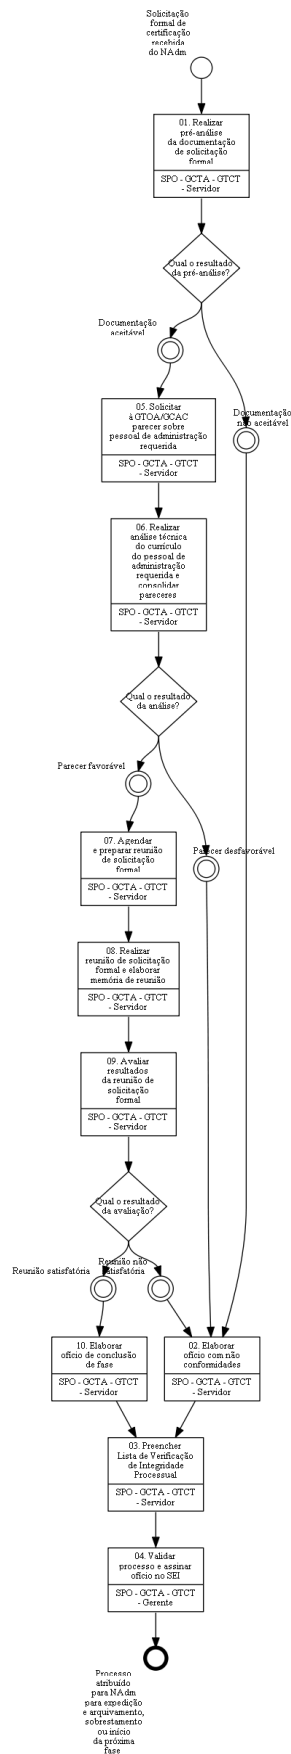 Solicitação
formal de
certificação
recebida
do NAdm
01. Realizar
pré-análise
da documentação
de solicitação
formal
SPO - GCTA - GTCT
- Servidor
Qual o resultado
da pré-análise?
Documentação
aceitável
Documentação
não aceitável
05. Solicitar
à GTOA/GCAC
parecer sobre
pessoal de administração
requerida
SPO - GCTA - GTCT
- Servidor
06. Realizar
análise técnica
do currículo
do pessoal de
administração
requerida e
consolidar
pareceres
SPO - GCTA - GTCT
- Servidor
Qual o resultado
da análise?
Parecer favorável
Parecer desfavorável
07. Agendar
e preparar reunião
de solicitação
formal
SPO - GCTA - GTCT
- Servidor
08. Realizar
reunião de solicitação
formal e elaborar
memória de reunião
SPO - GCTA - GTCT
- Servidor
09. Avaliar
resultados
da reunião de
solicitação
formal
SPO - GCTA - GTCT
- Servidor
Qual o resultado
da avaliação?
Reunião satisfatória
Reunião não
satisfatória
10. Elaborar
ofício de conclusão
de fase
SPO - GCTA - GTCT
- Servidor
02. Elaborar
ofício com não
conformidades
SPO - GCTA - GTCT
- Servidor
03. Preencher
Lista de Verificação
de Integridade
Processual
SPO - GCTA - GTCT
- Servidor
04. Validar
processo e assinar
ofício no SEI
SPO - GCTA - GTCT
- Gerente
Processo
atribuído
para NAdm
para expedição
e arquivamento,
sobrestamento
ou início
da próxima
fase